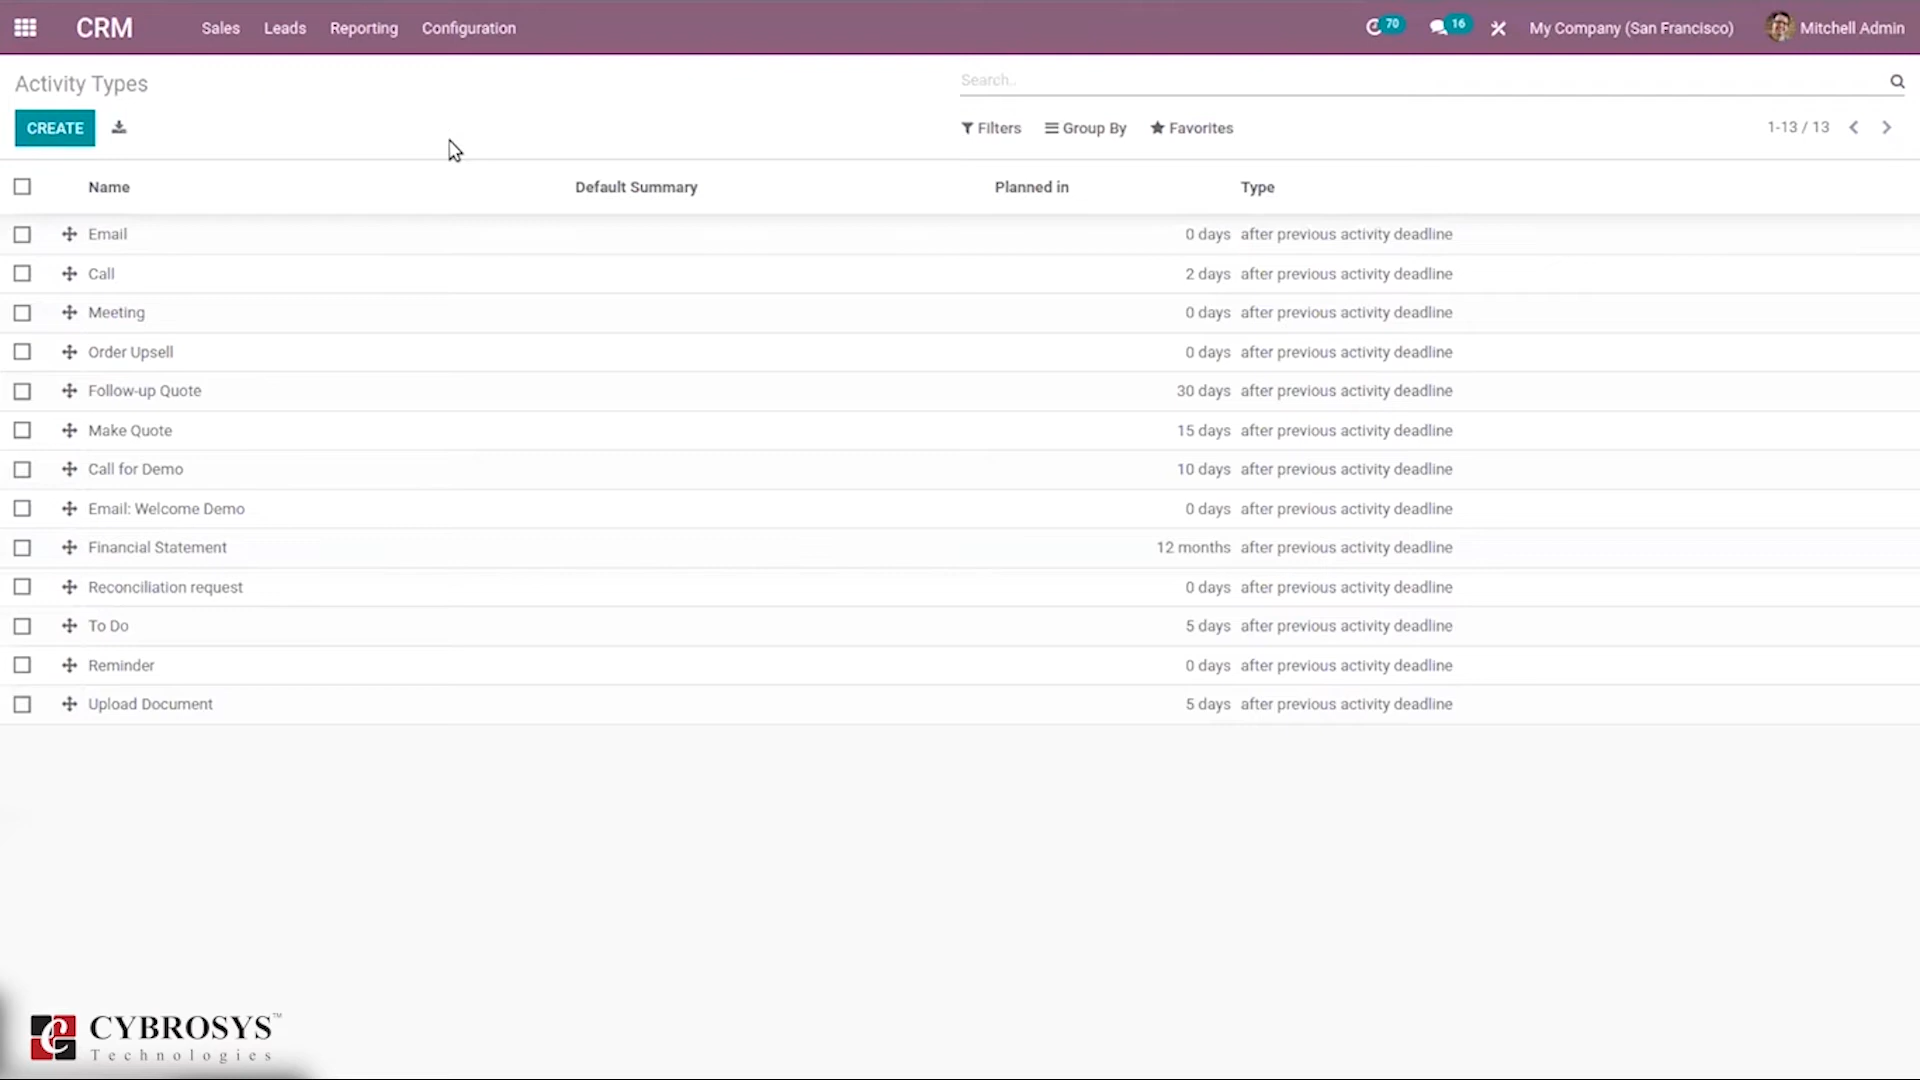 CRM Sales Leads Reporting Configuration 70 16 My Company (San Francisco) Mitchell Admin
Activity Types Search...
CREATE Filters Group By Favorites 1-13 / 13
Name Default Summary Planned in Type
Email 0 days after previous activity deadline
Call 2 days after previous activity deadline
Meeting 0 days after previous activity deadline
Order Upsell 0 days after previous activity deadline
Follow-up Quote 30 days after previous activity deadline
Make Quote 15 days after previous activity deadline
Call for Demo 10 days after previous activity deadline
Email: Welcome Demo 0 days after previous activity deadline
Financial Statement 12 months after previous activity deadline
Reconciliation request 0 days after previous activity deadline
To Do 5 days after previous activity deadline
Reminder 0 days after previous activity deadline
Upload Document 5 days after previous activity deadline
CYBROSYS™
Technologies